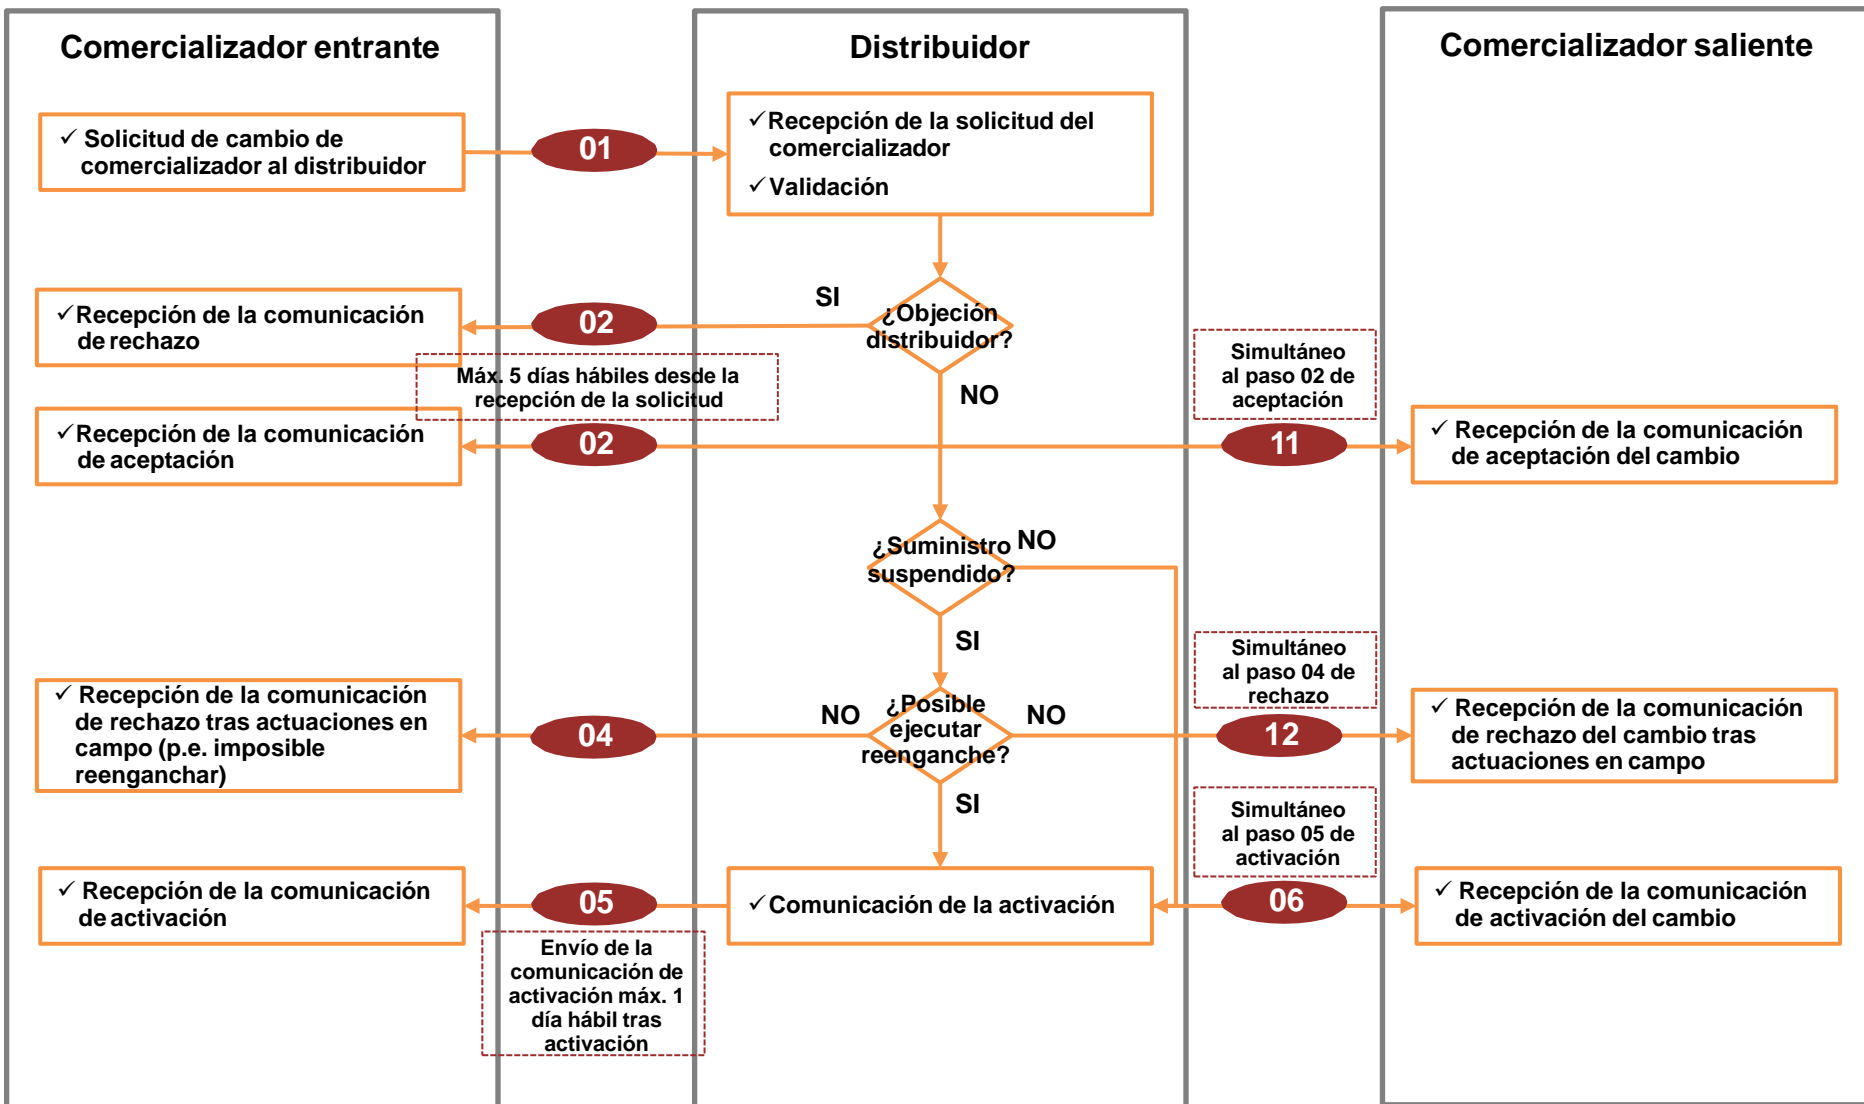 Comercializador entrante
Distribuidor
Comercializador saliente
✓ Solicitud de cambio de
comercializador al distribuidor
01
✓ Recepción de la solicitud del
comercializador
✓ Validación
SI
¿Objeción
distribuidor?
✓ Recepción de la comunicación
de rechazo
02
Máx. 5 días hábiles desde la
recepción de la solicitud
NO
Simultáneo
al paso 02 de
aceptación
✓ Recepción de la comunicación
de aceptación
02
11
✓ Recepción de la comunicación
de aceptación del cambio
¿Suministro
suspendido?
NO
SI
Simultáneo
al paso 04 de
rechazo
✓ Recepción de la comunicación
de rechazo tras actuaciones en
campo (p.e. imposible
reenganchar)
04
NO
¿Posible
ejecutar
reenganche?
NO
12
✓ Recepción de la comunicación
de rechazo del cambio tras
actuaciones en campo
SI
Simultáneo
al paso 05 de
activación
✓ Recepción de la comunicación
de activación
05
✓ Comunicación de la activación
06
✓ Recepción de la comunicación
de activación del cambio
Envío de la
comunicación de
activación máx. 1
día hábil tras
activación